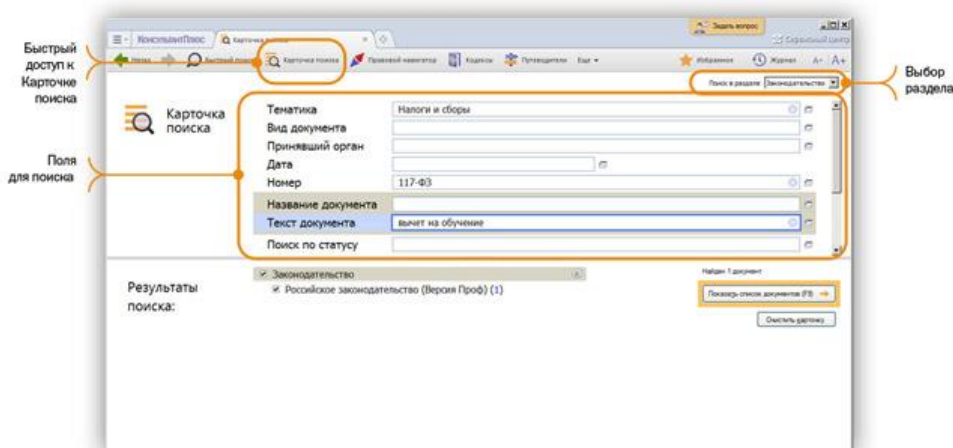 Задать вопрос
КонсультантПлюс
Карточка поиска
Сервисный центр
Назад
Быстрый поиск
Карточка поиска
Правовой навигатор
Кодексы
Путеводители
Еще
Избранное
Журнал
A-
A+
Быстрый
доступ к
Карточке
поиска
Поиск в разделе
Законодательство
Выбор
раздела
Карточка
поиска
Поля
для поиска
Тематика
Налоги и сборы
Вид документа
Принявший орган
Дата
Номер
117-ФЗ
Название документа
Текст документа
вычет на обучение
Поиск по статусу
Результаты
поиска:
Законодательство
Российское законодательство (Версия Проф) (1)
Найден 1 документ
Показать список документов (F9)
Очистить карточку